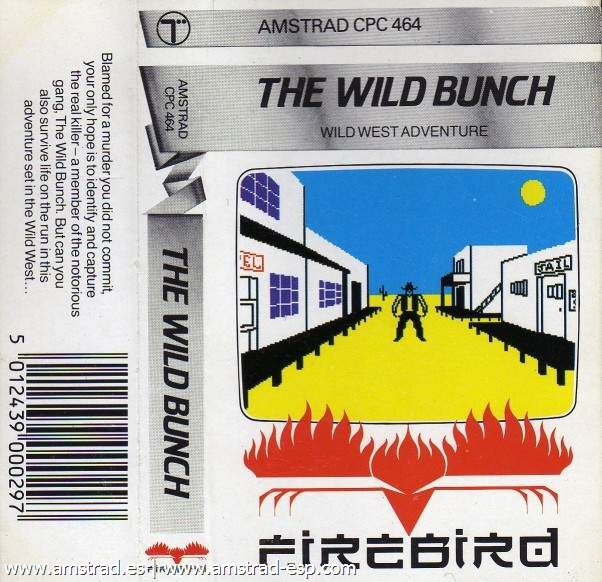 Blamed for a murder you did not commit,
your only hope is to identify and capture
the real killer – a member of the notorious
gang, The Wild Bunch. But can you
also survive life on the run in this
adventure set in the Wild West...
5 012439 000297
AMSTRAD
CPC 464
THE WILD BUNCH
AMSTRAD CPC 464
THE WILD BUNCH
WILD WEST ADVENTURE
EL
JAIL
FIREBIRD
www.amstrad.es - www.amstrad-esp.com